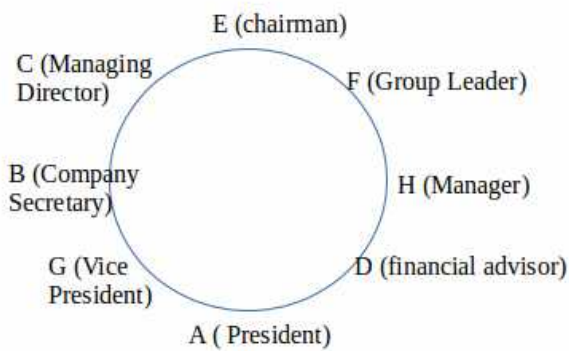 E (chairman)
C (Managing
Director)
F (Group Leader)
B (Company
Secretary)
H (Manager)
G (Vice
President)
D (financial advisor)
A ( President)